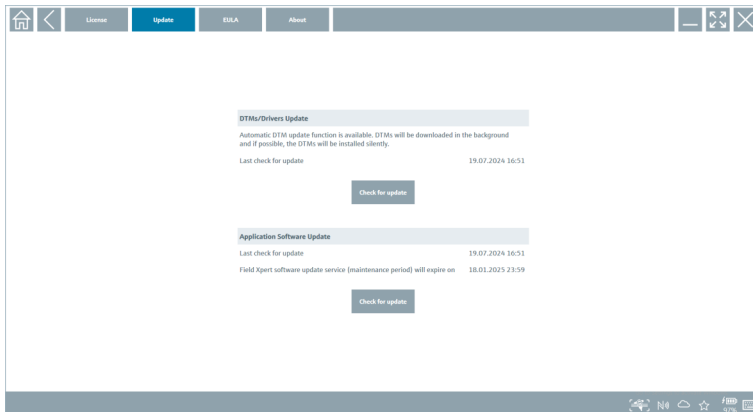 License
Update
EULA
About
DTMs/Drivers Update
Automatic DTM update function is available. DTMs will be downloaded in the background
and if possible, the DTMs will be installed silently.
Last check for update 19.07.2024 16:51
Check for update
Application Software Update
Last check for update 19.07.2024 16:51
Field Xpert software update service (maintenance period) will expire on 18.01.2025 23:59
Check for update
97%